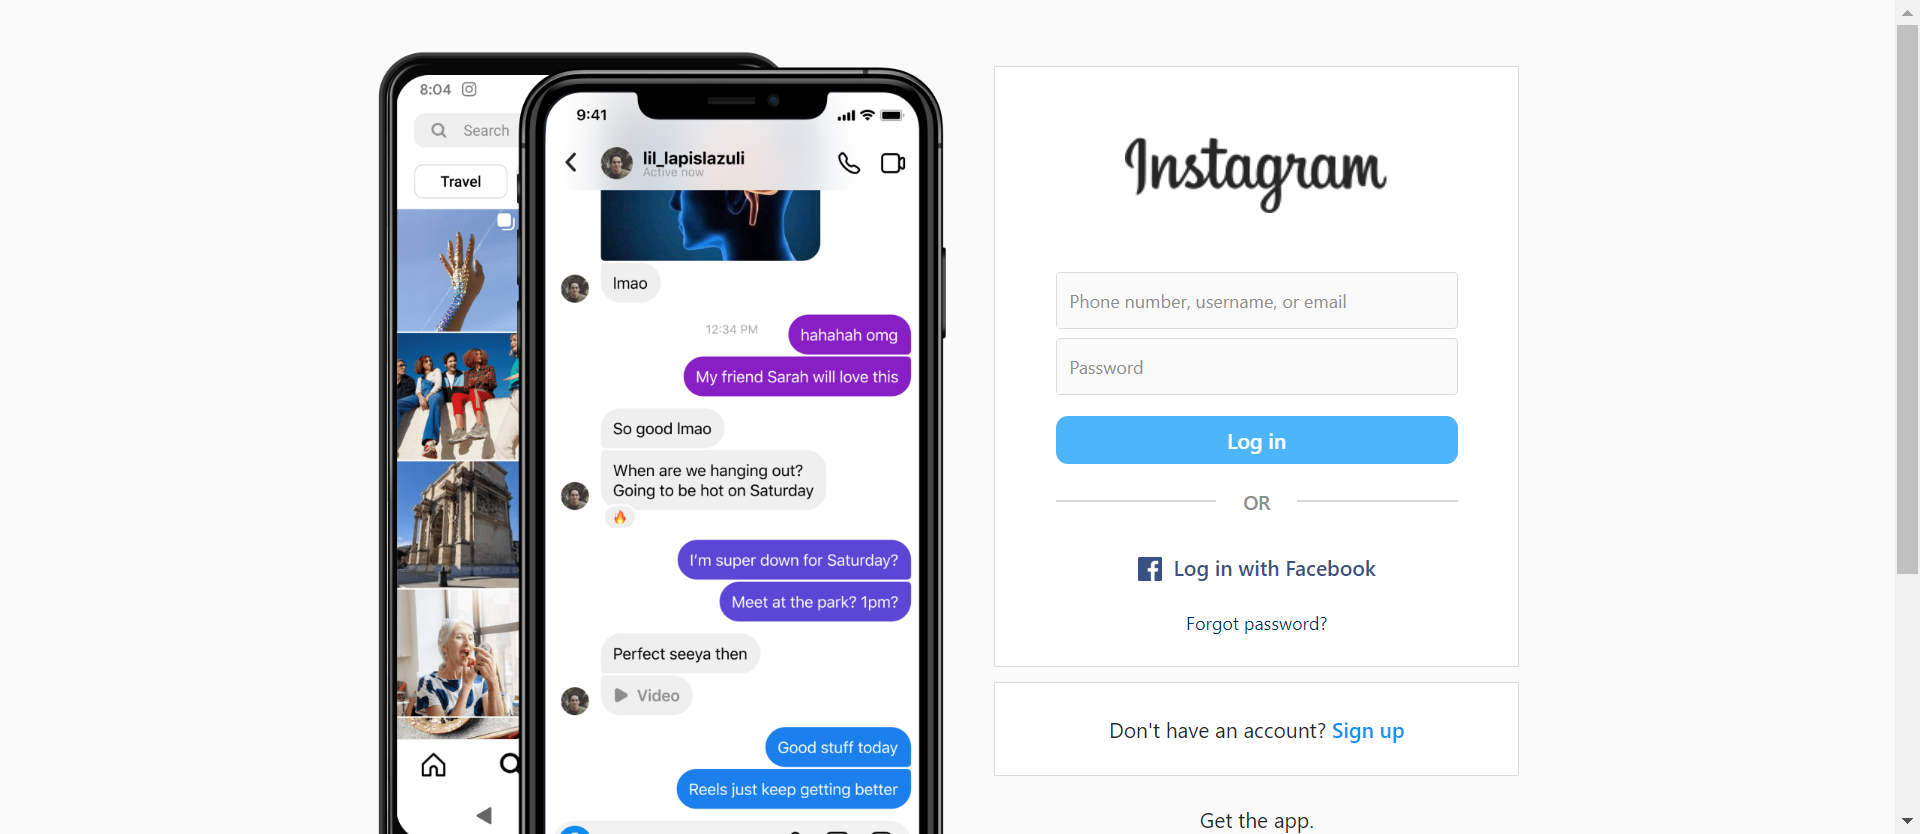 8:04
Search
Travel
9:41
lil_lapislazuli
Active now
lmao
12:34 PM
hahahah omg
My friend Sarah will love this
So good lmao
When are we hanging out?
Going to be hot on Saturday
I'm super down for Saturday?
Meet at the park? 1pm?
Perfect seeya then
Video
Good stuff today
Reels just keep getting better
Instagram
Phone number, username, or email
Password
Log in
OR
Log in with Facebook
Forgot password?
Don't have an account? Sign up
Get the app.